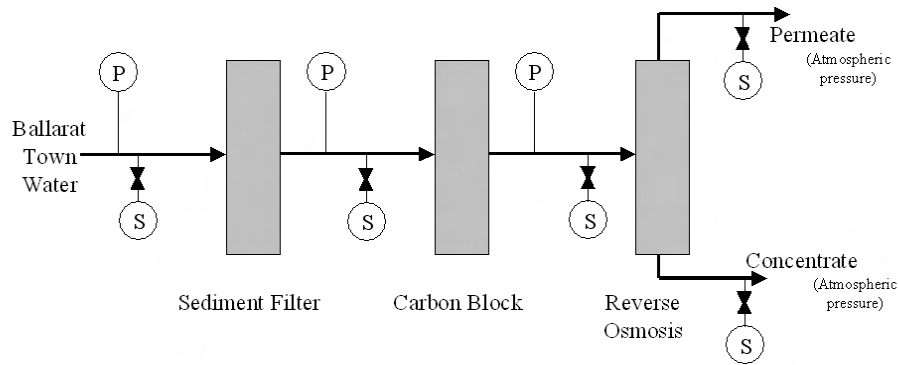 P
P
P
S
Permeate
(Atmospheric
pressure)
Ballarat
Town
Water
S
S
S
Concentrate
(Atmospheric
pressure)
S
Sediment Filter
Carbon Block
Reverse
Osmosis